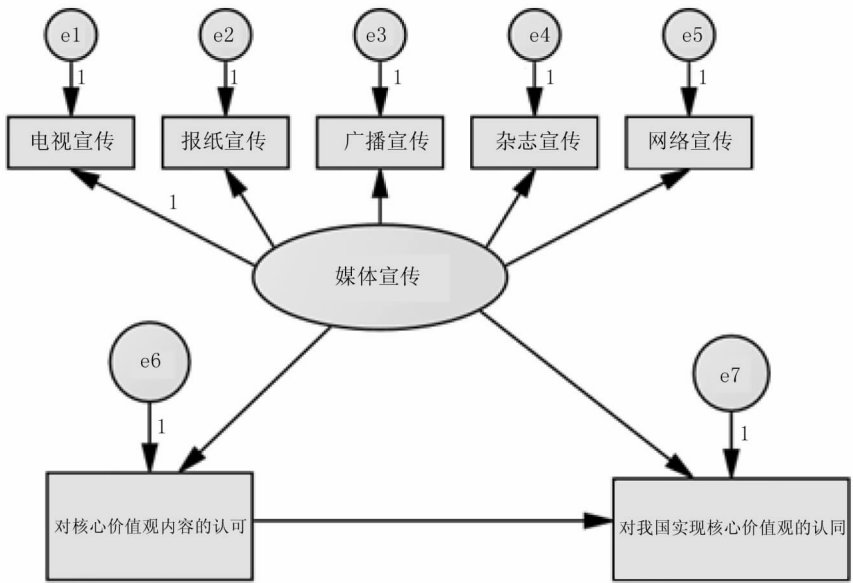 e1
e2
e3
e4
e5
1
1
1
1
1
电视宣传
报纸宣传
广播宣传
杂志宣传
网络宣传
1
媒体宣传
e6
e7
1
1
对核心价值观内容的认可
对我国实现核心价值观的认同